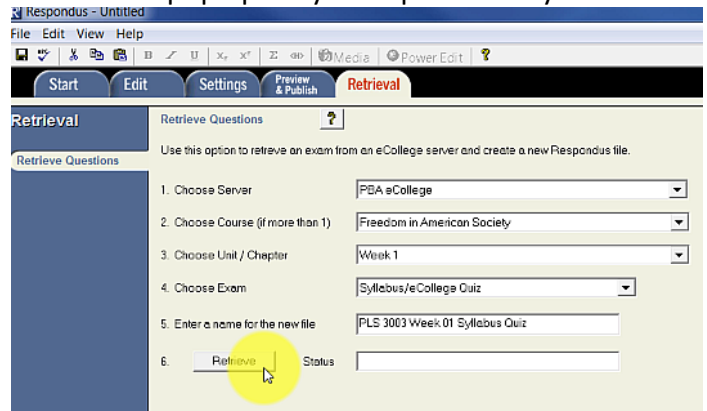 Respondus - Untitled
File Edit View Help
B I U x, x' Σ Media Power Edit ?
Start Edit Settings Preview & Publish Retrieval
Retrieval
Retrieve Questions ?
Use this option to retreve an exam from an eCollege server and create a new Respondus file.
Retrieve Questions
1. Choose Server PBA eCollege
2. Choose Course (if more than 1) Freedom in American Society
3. Choose Unit / Chapter Week 1
4. Choose Exam Syllabus/eCollege Quiz
5. Enter a name for the new file PLS 3003 Week 01 Syllabus Quiz
6. Retrieve Status